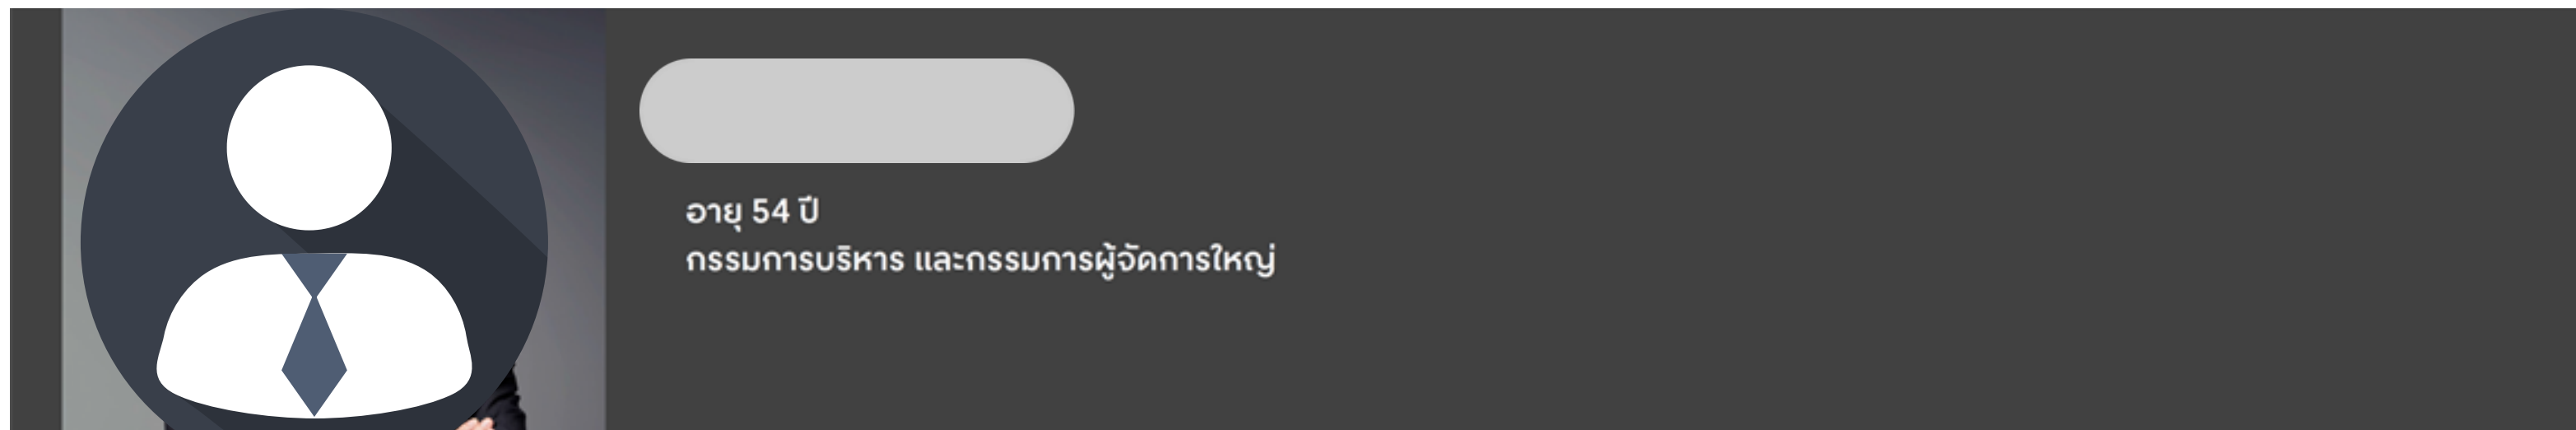 อายุ 54 ปี
กรรมการบริหาร และกรรมการผู้จัดการใหญ่